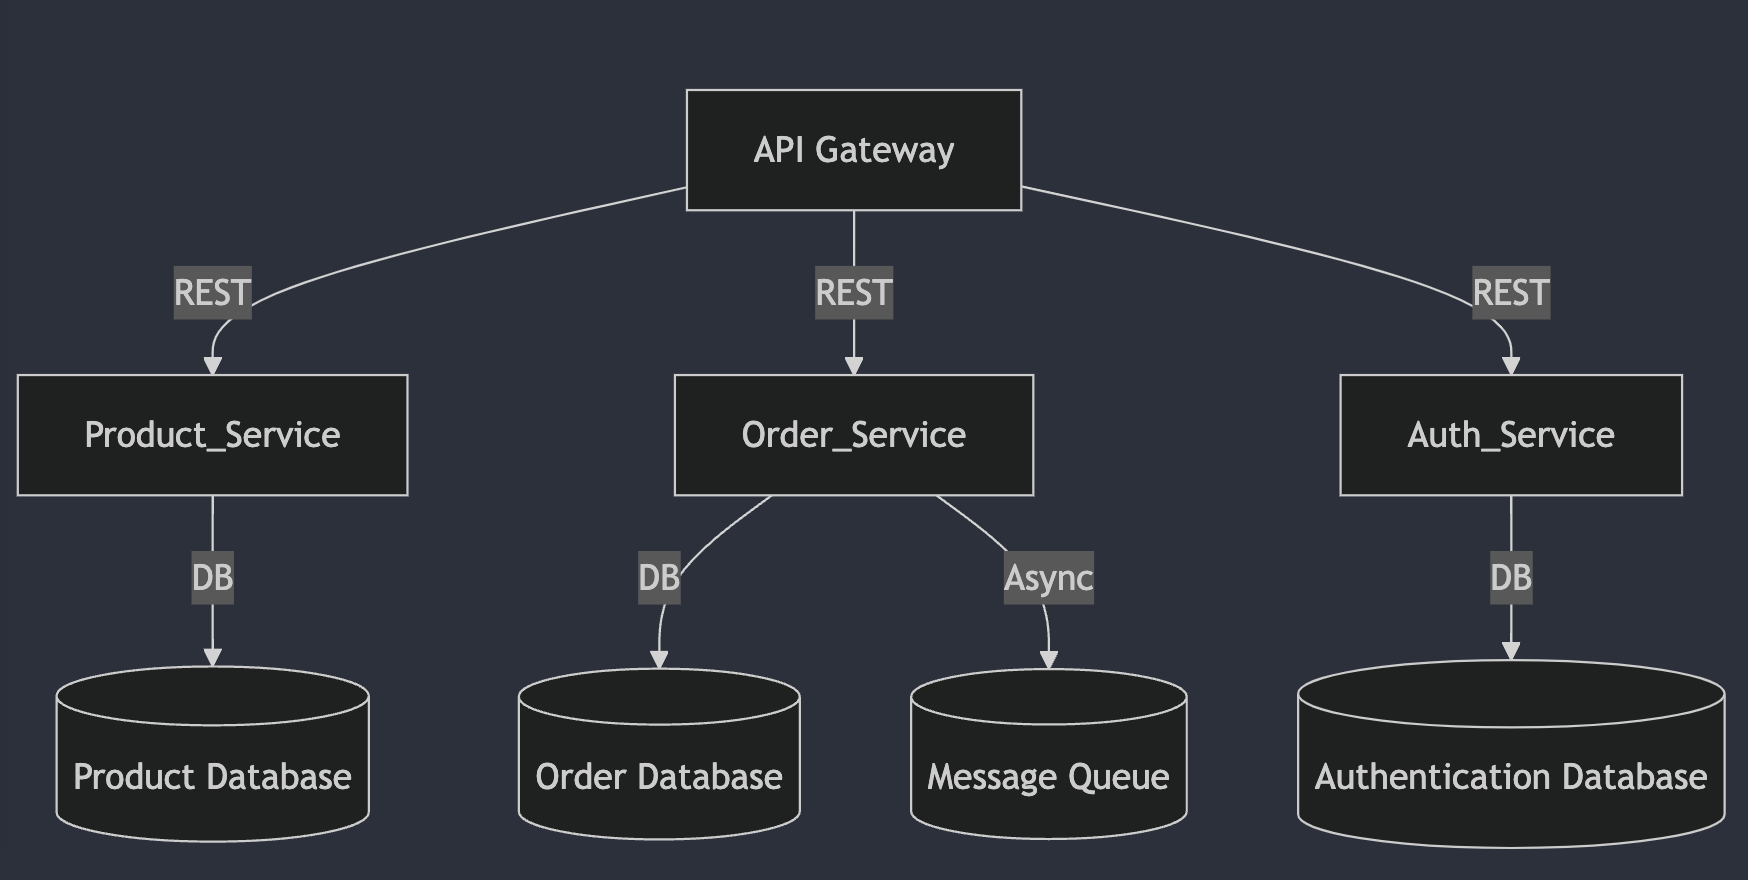 API Gateway
REST
REST
REST
Product_Service
Order_Service
Auth_Service
DB
DB
Async
DB
Product Database
Order Database
Message Queue
Authentication Database